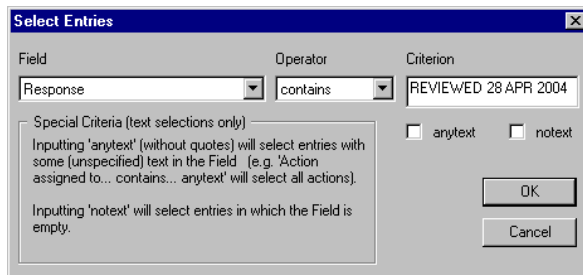 Select Entries
Field Operator Criterion
Response contains REVIEWED 28 APR 2004
Special Criteria (text selections only)
anytext notext
Inputting 'anytext' (without quotes) will select entries with
some (unspecified) text in the Field (e.g. 'Action
assigned to... contains... anytext' will select all actions).
Inputting 'notext' will select entries in which the Field is
empty.
OK
Cancel